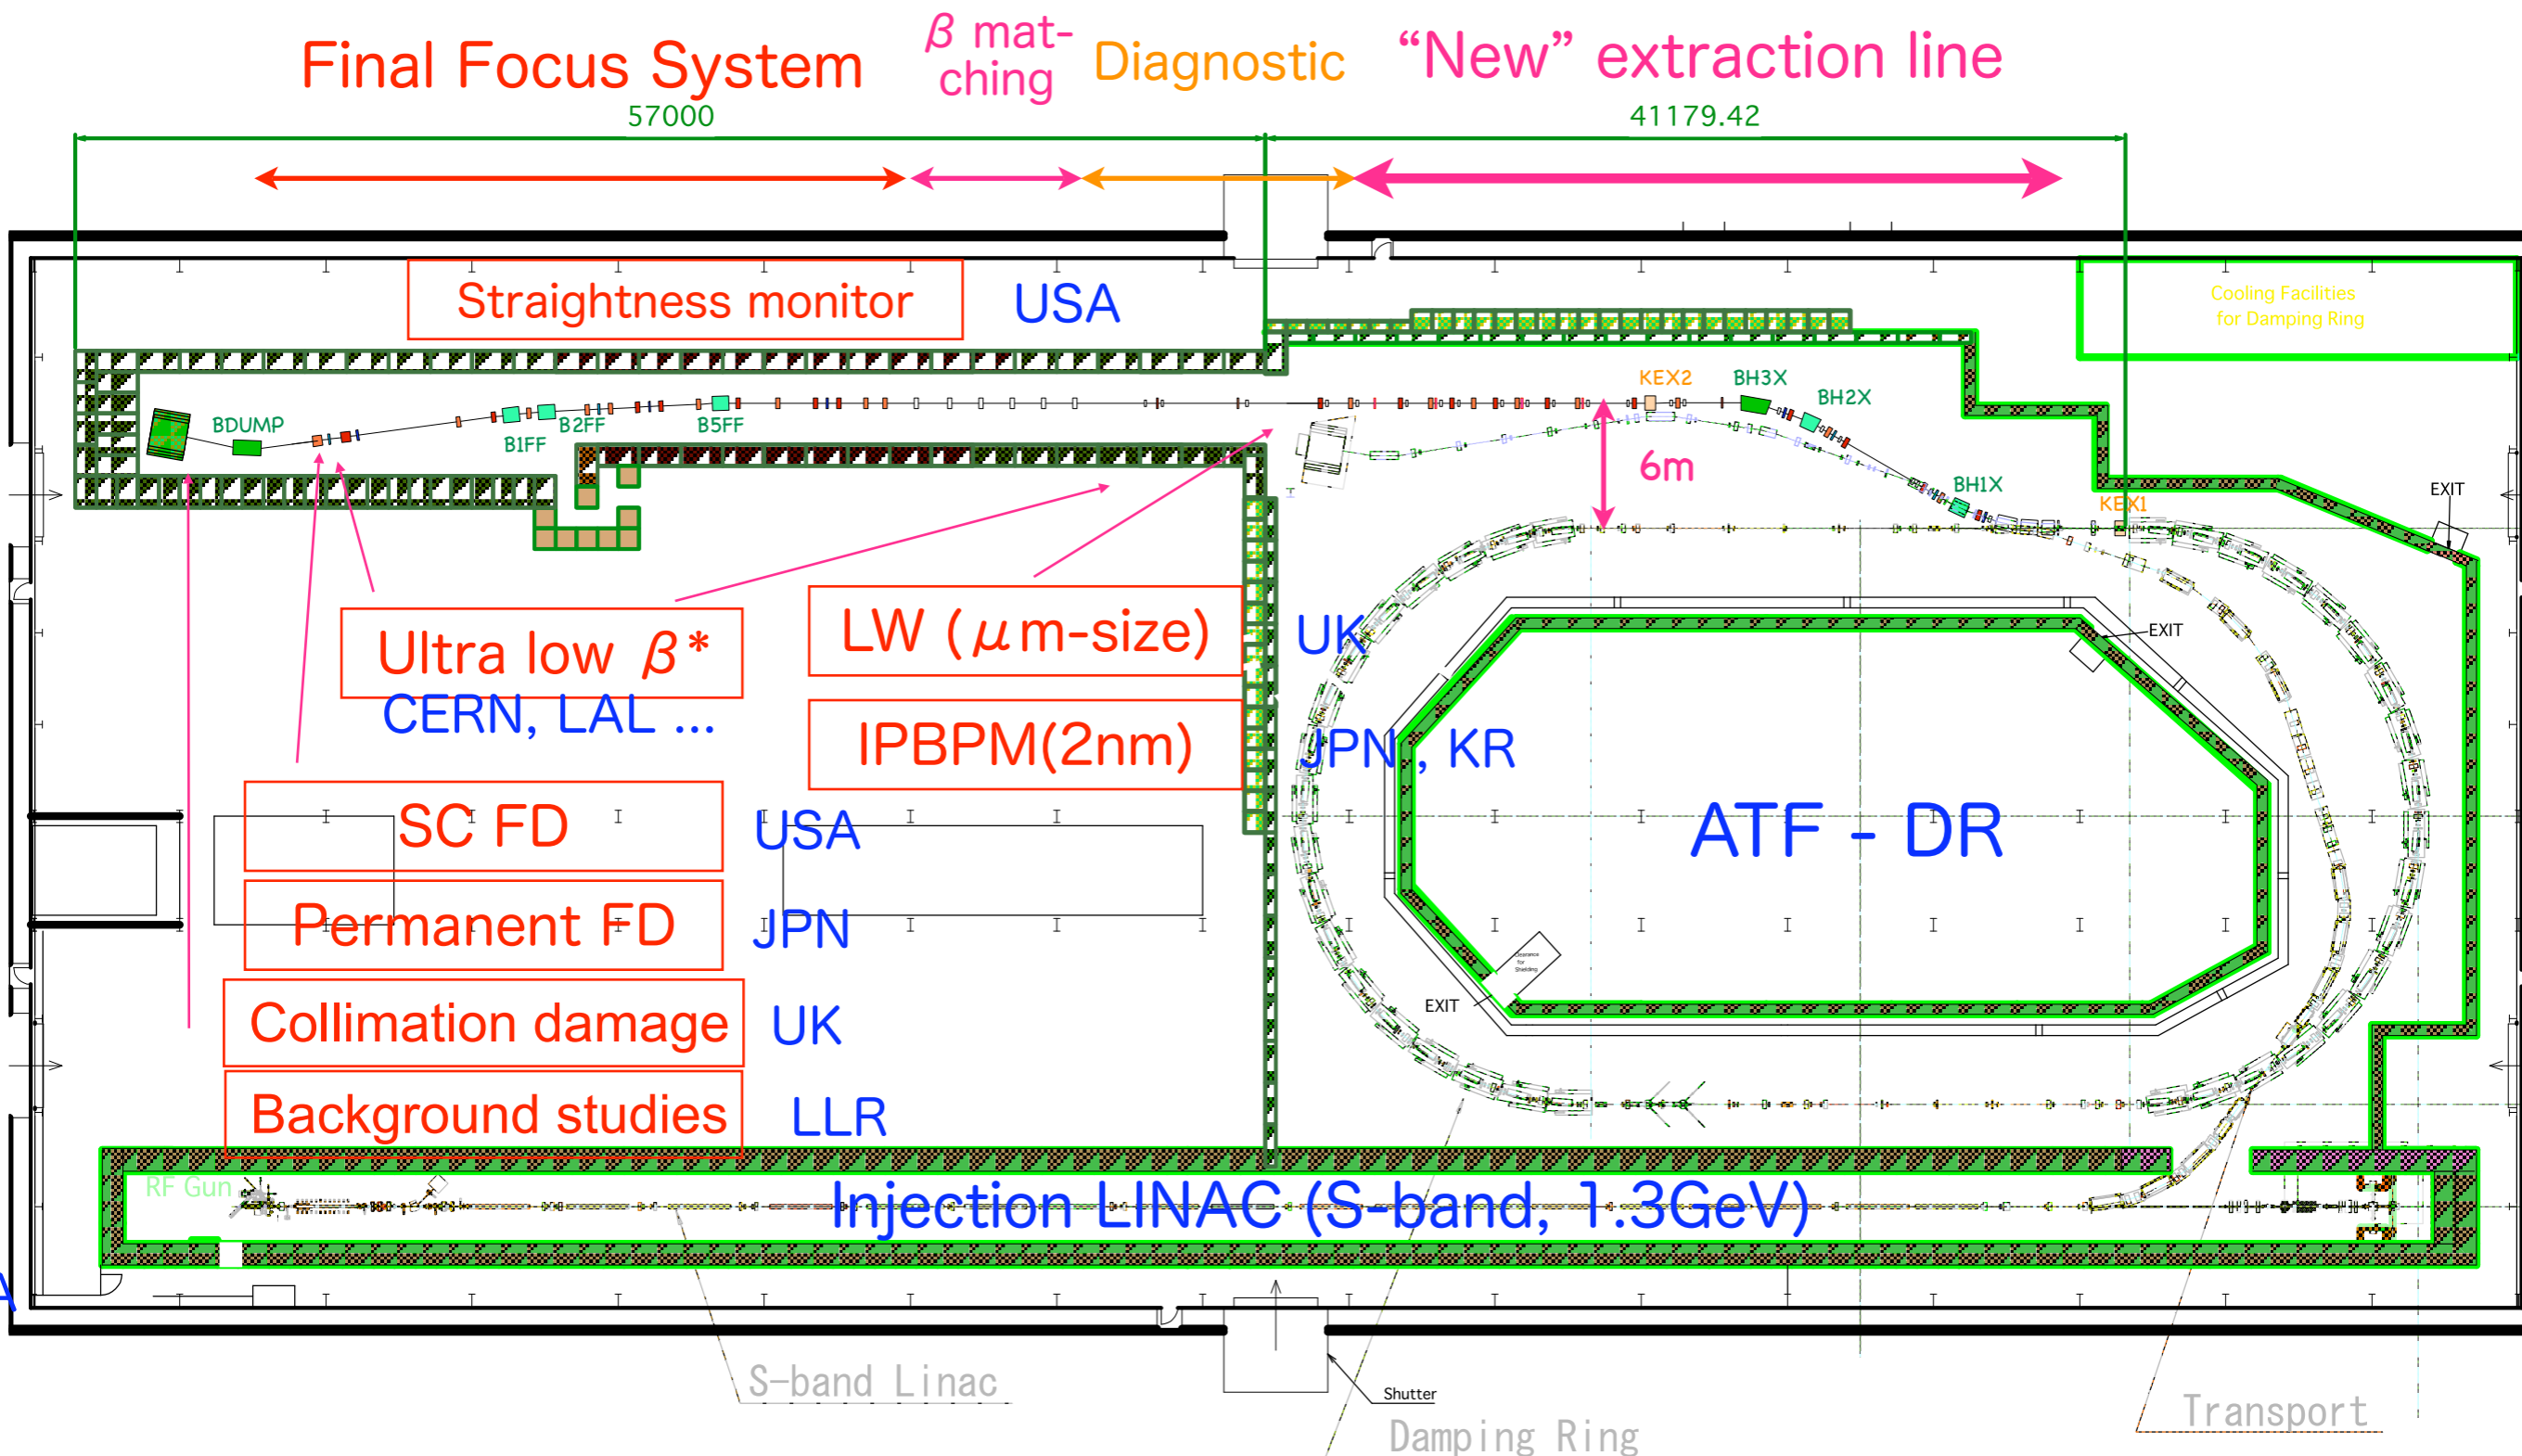 Final Focus System
β mat-
ching
Diagnostic
“New” extraction line
57000
41179.42
Straightness monitor
USA
Cooling Facilities
for Damping Ring
BDUMP
B1FF
B2FF
B5FF
KEX2
BH3X
BH2X
6m
BH1X
KEX1
EXIT
Ultra low β*
CERN, LAL ...
LW (μm-size)
UK
EXIT
IPBPM(2nm)
JPN , KR
SC FD
USA
ATF - DR
Permanent FD
JPN
Clearance
for
Shielding
EXIT
Collimation damage
UK
Background studies
LLR
RF Gun
Injection LINAC (S-band, 1.3GeV)
A
S-band Linac
Shutter
Damping Ring
Transport